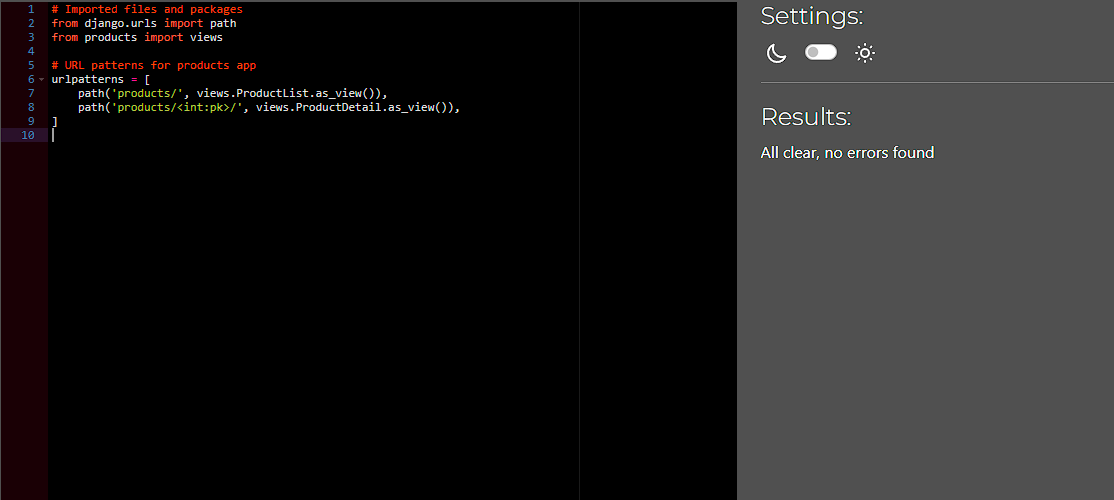 1 # Imported files and packages
2 from django.urls import path
3 from products import views
4
5 # URL patterns for products app
6 urlpatterns = [
7     path('products/', views.ProductList.as_view()),
8     path('products/<int:pk>/', views.ProductDetail.as_view()),
9 ]
10
Settings:
Results:
All clear, no errors found